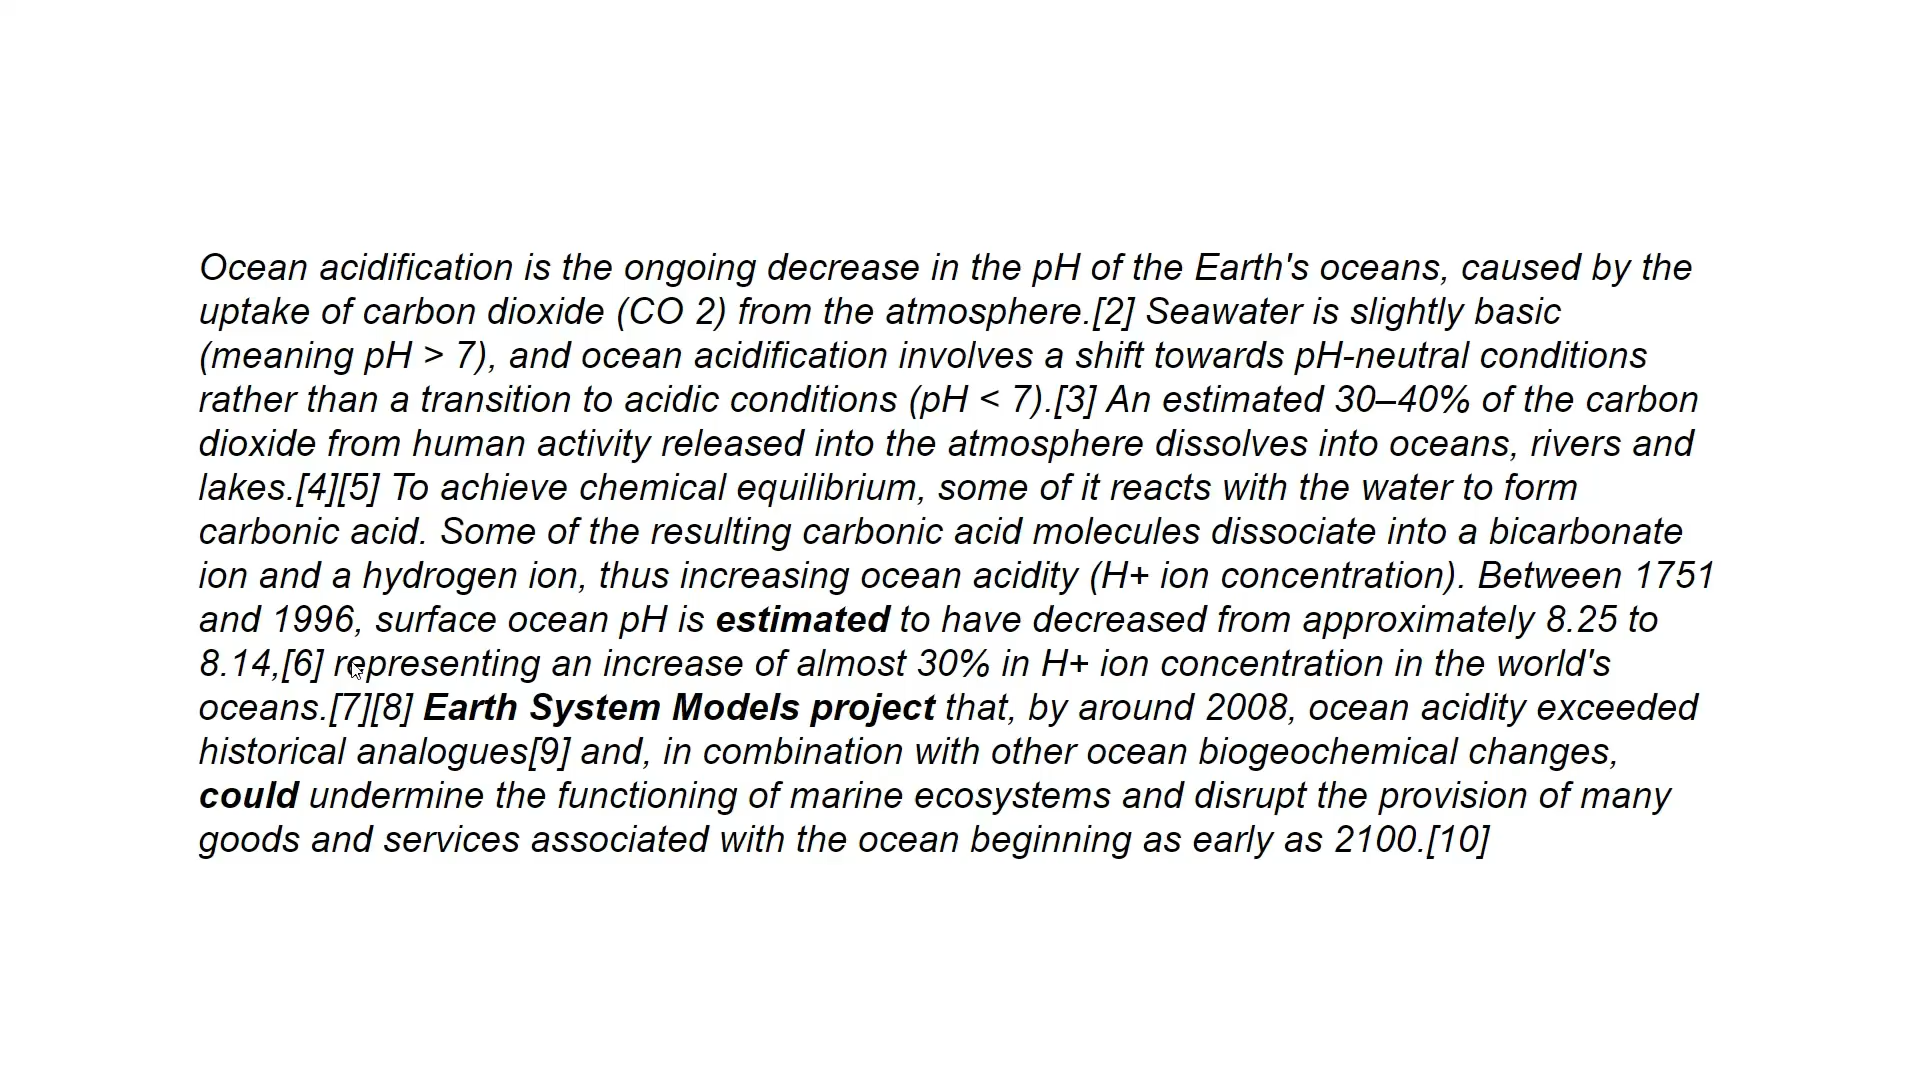 Ocean acidification is the ongoing decrease in the pH of the Earth's oceans, caused by the
uptake of carbon dioxide (CO 2) from the atmosphere.[2] Seawater is slightly basic
(meaning pH > 7), and ocean acidification involves a shift towards pH-neutral conditions
rather than a transition to acidic conditions (pH < 7).[3] An estimated 30–40% of the carbon
dioxide from human activity released into the atmosphere dissolves into oceans, rivers and
lakes.[4][5] To achieve chemical equilibrium, some of it reacts with the water to form
carbonic acid. Some of the resulting carbonic acid molecules dissociate into a bicarbonate
ion and a hydrogen ion, thus increasing ocean acidity (H+ ion concentration). Between 1751
and 1996, surface ocean pH is estimated to have decreased from approximately 8.25 to
8.14,[6] representing an increase of almost 30% in H+ ion concentration in the world's
oceans.[7][8] Earth System Models project that, by around 2008, ocean acidity exceeded
historical analogues[9] and, in combination with other ocean biogeochemical changes,
could undermine the functioning of marine ecosystems and disrupt the provision of many
goods and services associated with the ocean beginning as early as 2100.[10]